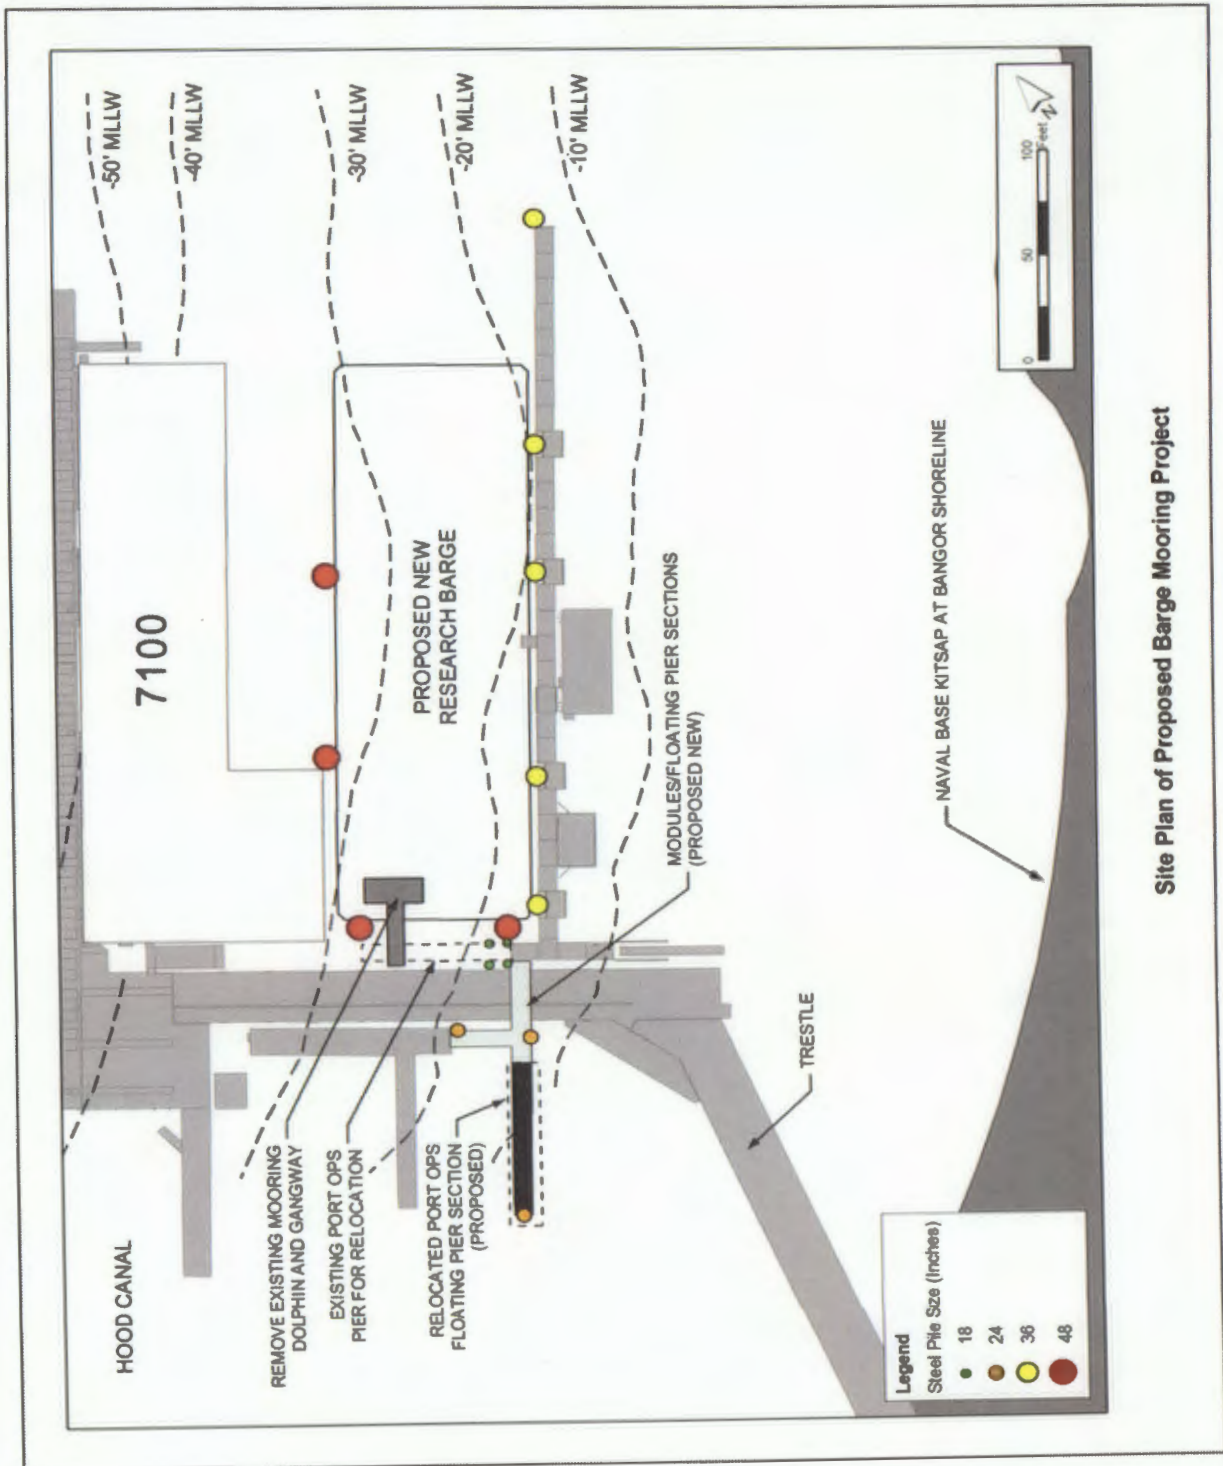 HOOD CANAL
-50' MLLW
-40' MLLW
-30' MLLW
-20' MLLW
-10' MLLW
7100
PROPOSED NEW
RESEARCH BARGE
REMOVE EXISTING MOORING
DOLPHIN AND GANGWAY
EXISTING PORT OPS
PIER FOR RELOCATION
RELOCATED PORT OPS
FLOATING PIER SECTION
(PROPOSED)
MODULES/FLOATING PIER SECTIONS
(PROPOSED NEW)
TRESTLE
NAVAL BASE KITSAP AT BANGOR SHORELINE
Legend
Steel Pile Size (Inches)
18
24
36
48
0 50 100
Feet
N
Site Plan of Proposed Barge Mooring Project